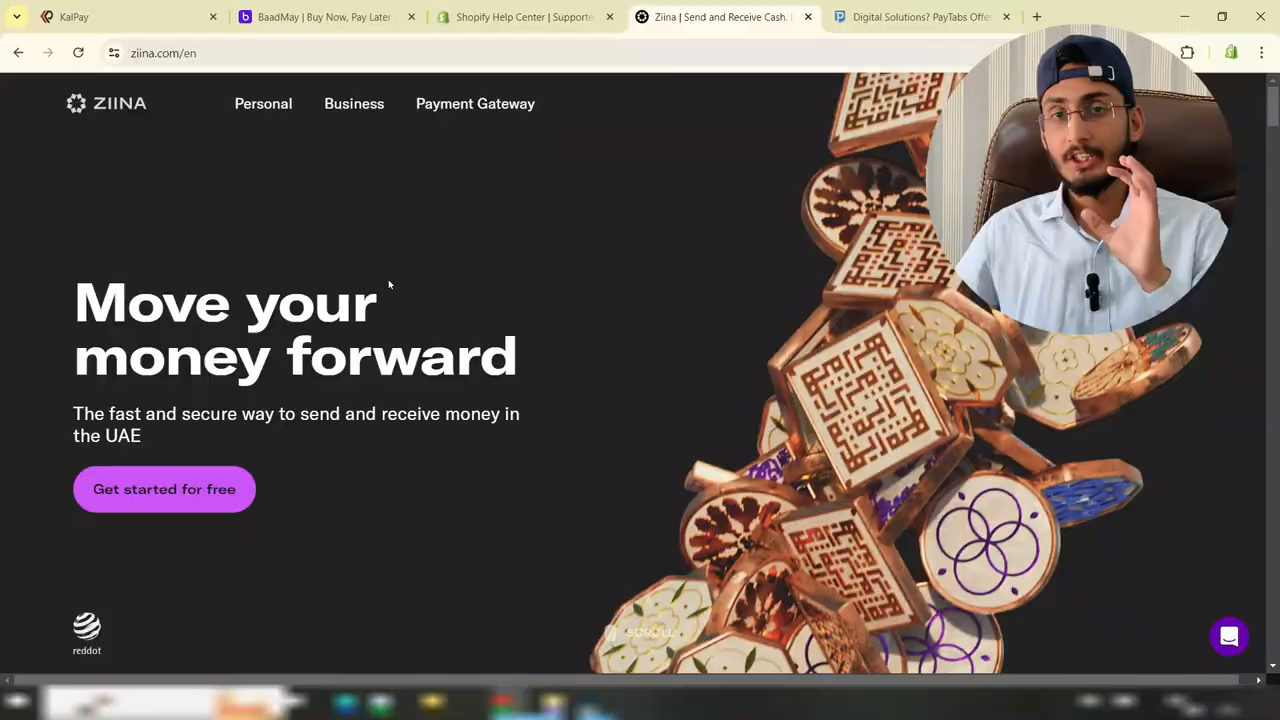 KalPay
BaadMay | Buy Now, Pay Later
Shopify Help Center | Supporte
Ziina | Send and Receive Cash.
Digital Solutions? PayTabs Offe
ziina.com/en
ZIINA
Personal
Business
Payment Gateway
Move your
money forward
The fast and secure way to send and receive money in
the UAE
Get started for free
SCROLL
reddot